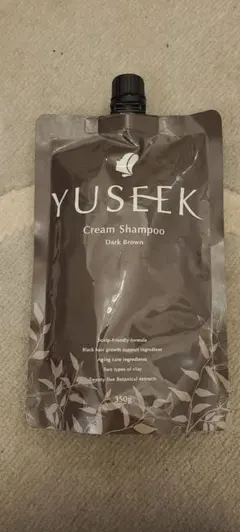 YUSEEK
Cream Shampoo
Dark Brown
Scalp-friendly formula
Black hair growth support ingredient
Aging care ingredients
Two types of clay
Twenty-five Botanical extracts
350g